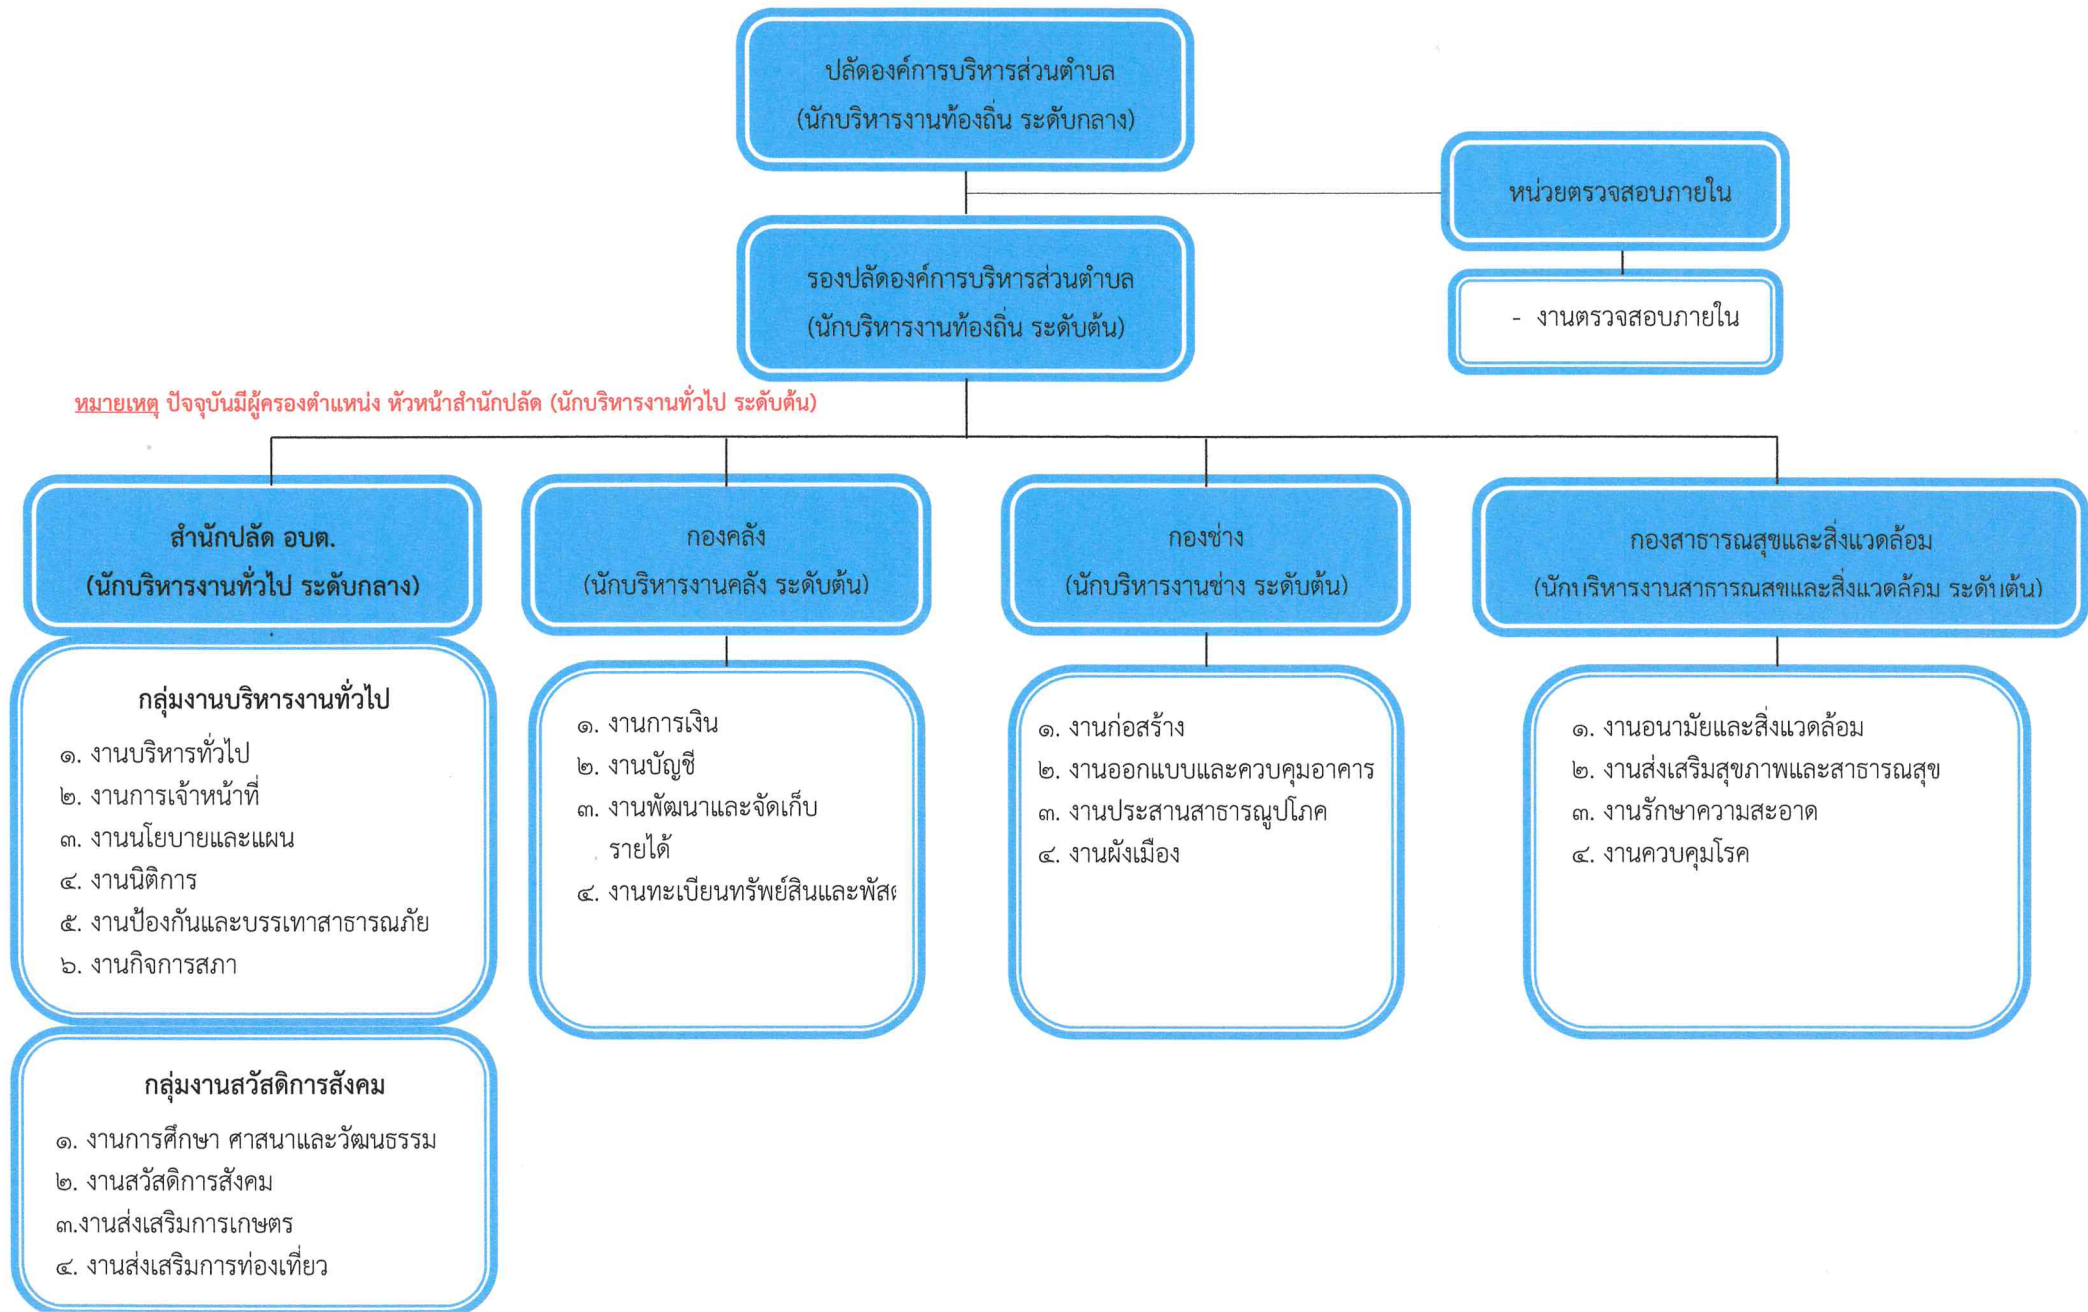 ปลัดองค์การบริหารส่วนตำบล
(นักบริหารงานท้องถิ่น ระดับกลาง)
หน่วยตรวจสอบภายใน
- งานตรวจสอบภายใน
รองปลัดองค์การบริหารส่วนตำบล
(นักบริหารงานท้องถิ่น ระดับต้น)
หมายเหตุ ปัจจุบันมีผู้ครองตำแหน่ง หัวหน้าสำนักปลัด (นักบริหารงานทั่วไป ระดับต้น)
สำนักปลัด อบต.
(นักบริหารงานทั่วไป ระดับกลาง)
กลุ่มงานบริหารงานทั่วไป
๑. งานบริหารทั่วไป
๒. งานการเจ้าหน้าที่
๓. งานนโยบายและแผน
๔. งานนิติการ
๕. งานป้องกันและบรรเทาสาธารณภัย
๖. งานกิจการสภา
กลุ่มงานสวัสดิการสังคม
๑. งานการศึกษา ศาสนาและวัฒนธรรม
๒. งานสวัสดิการสังคม
๓.งานส่งเสริมการเกษตร
๔. งานส่งเสริมการท่องเที่ยว
กองคลัง
(นักบริหารงานคลัง ระดับต้น)
๑. งานการเงิน
๒. งานบัญชี
๓. งานพัฒนาและจัดเก็บ
รายได้
๔. งานทะเบียนทรัพย์สินและพัส
กองช่าง
(นักบริหารงานช่าง ระดับต้น)
๑. งานก่อสร้าง
๒. งานออกแบบและควบคุมอาคาร
๓. งานประสานสาธารณูปโภค
๔. งานผังเมือง
กองสาธารณสุขและสิ่งแวดล้อม
(นักบริหารงานสาธารณสขและสิ่งแวดล้อม ระดับต้น)
๑. งานอนามัยและสิ่งแวดล้อม
๒. งานส่งเสริมสุขภาพและสาธารณสุข
๓. งานรักษาความสะอาด
๔. งานควบคุมโรค